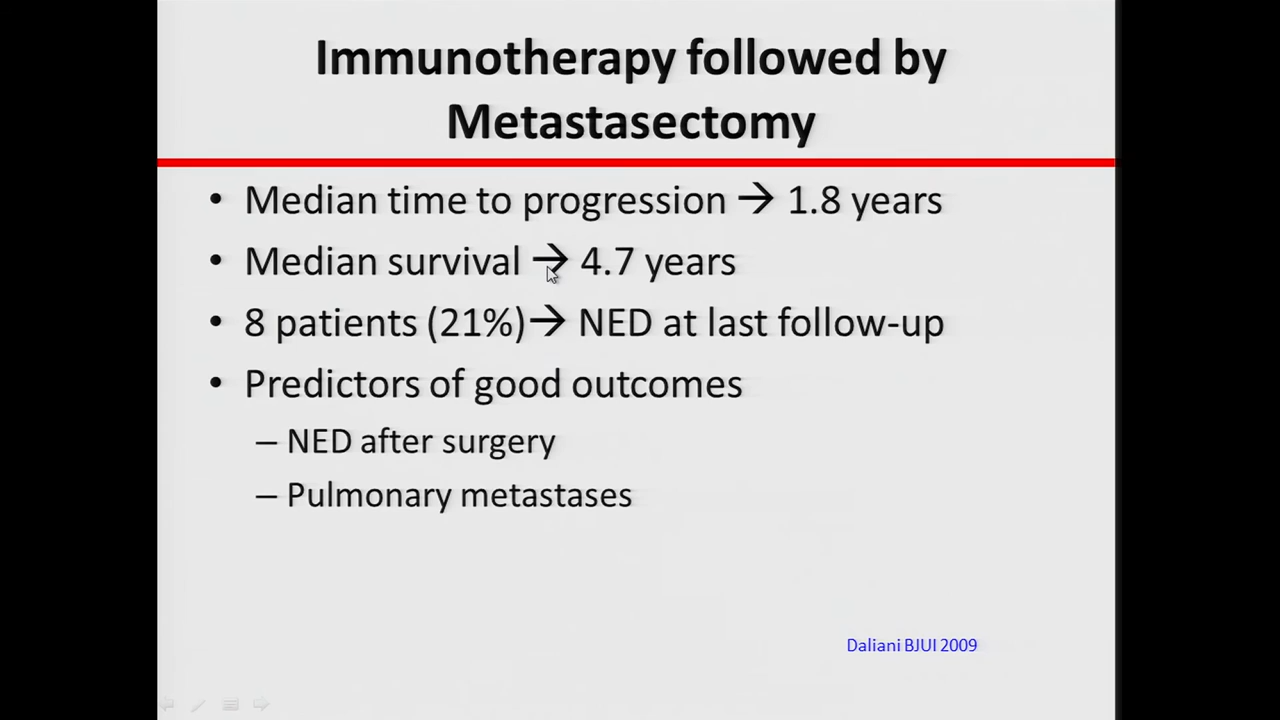 Immunotherapy followed by
Metastasectomy
• Median time to progression → 1.8 years
• Median survival → 4.7 years
• 8 patients (21%)→ NED at last follow-up
• Predictors of good outcomes
– NED after surgery
– Pulmonary metastases
Daliani BJUI 2009